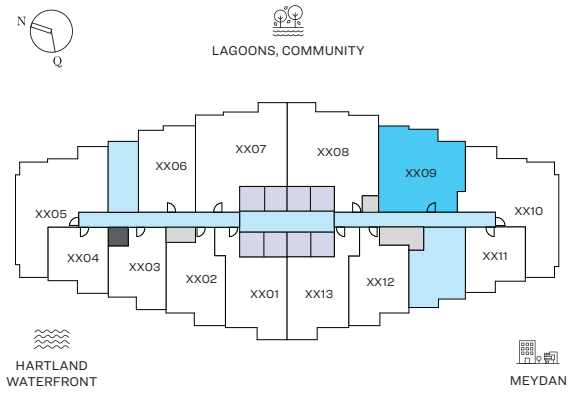 N
Q
LAGOONS, COMMUNITY
XX07
XX08
XX06
XX09
XX05
XX10
XX04
XX03
XX02
XX01
XX13
XX12
XX11
HARTLAND
WATERFRONT
MEYDAN